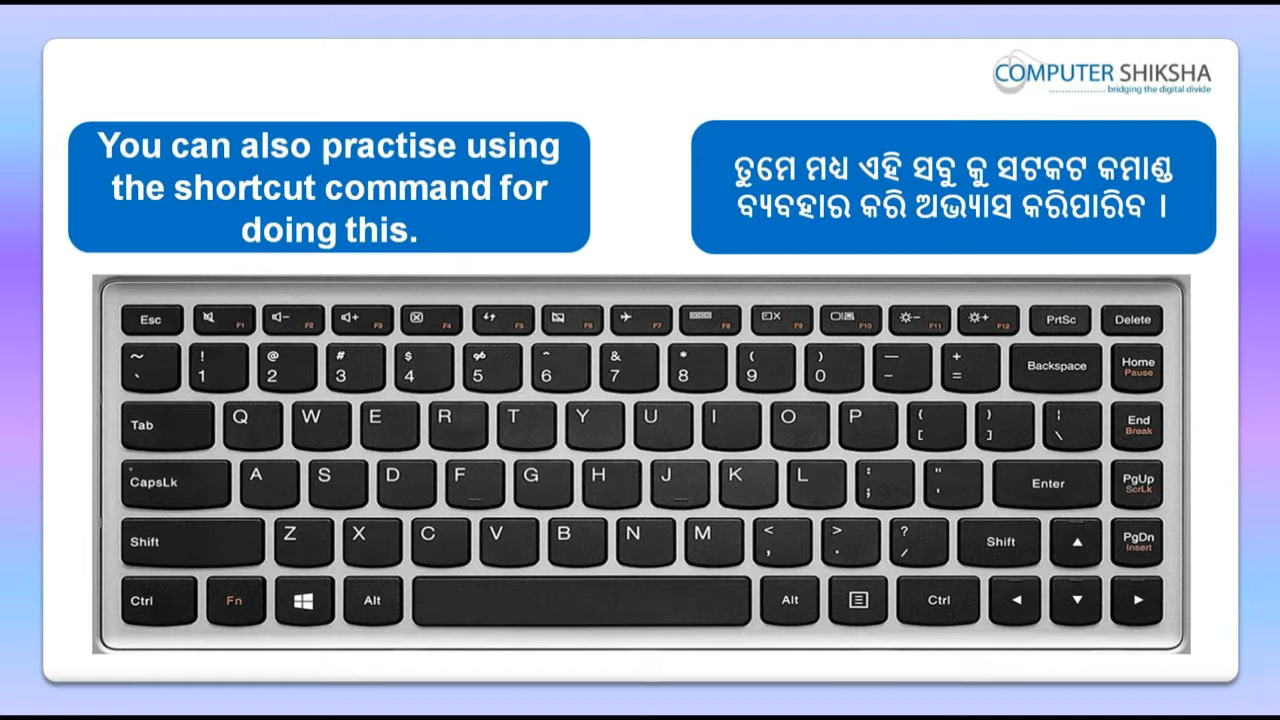 COMPUTER SHIKSHA
bridging the digital divide
You can also practise using
the shortcut command for
doing this.
ତୁମେ ମଧ୍ୟ ଏହି ସବୁ କୁ ସଟକଟ କମାଣ୍ଡ
ବ୍ୟବହାର କରି ଅଭ୍ୟାସ କରିପାରିବ ।
Esc F1 F2 F3 F4 F5 F6 F7 F8 F9 F10 F11 F12 PrtSc Delete
~ ! @ # $ % ^ & * ( ) — +
` 1 2 3 4 5 6 7 8 9 0 - = Backspace Home Pause
Tab Q W E R T Y U I O P { [ } ] ¦ \ End Break
CapsLk A S D F G H J K L : ; " ' Enter PgUp ScrLk
Shift Z X C V B N M < , > . ? / Shift ▲ PgDn Insert
Ctrl Fn Alt Alt Ctrl ◄ ▼ ►